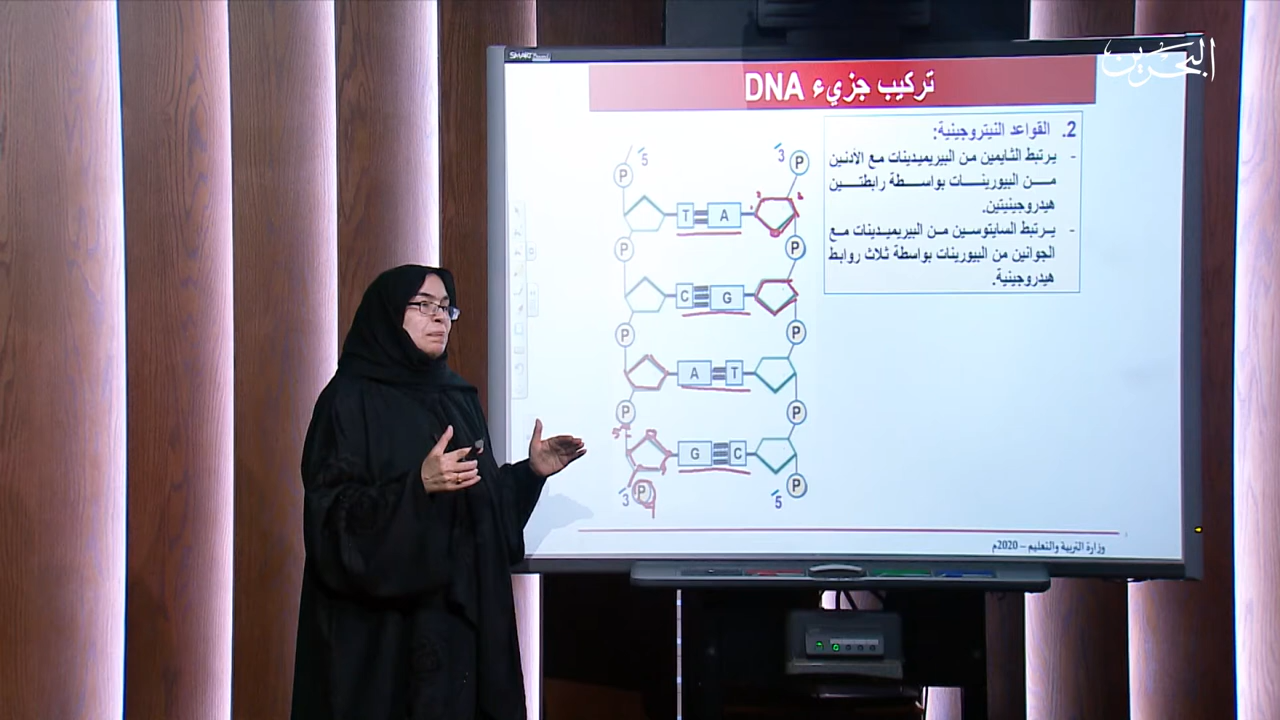 SMART
البحرين
تركيب جزيء DNA
2. القواعد النيتروجينية:
- يرتبط الثايمين من البيريميدينات مع الأدنين
من البيورينات بواسطة رابطتين
هيدروجينيتين.
- يرتبط السايتوسين من البيريميدينات مع
الجوانين من البيورينات بواسطة ثلاث روابط
هيدروجينية.
5 3
P P
T A
P P
C G
P P
A T
P P
G C
3 P 5 P
وزارة التربية والتعليم – 2020م